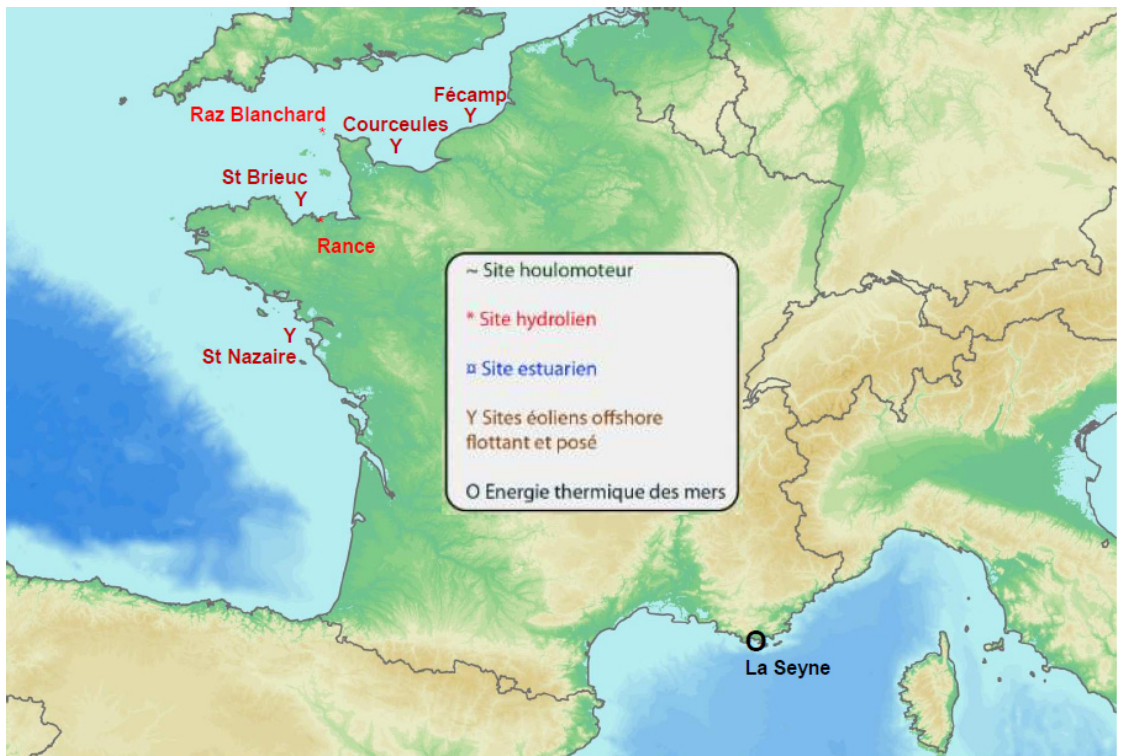 Fécamp
Y
Raz Blanchard
*
Courceules
Y
St Brieuc
Y
*
Rance
Y
St Nazaire
~ Site houlomoteur
* Site hydrolien
¤ Site estuarien
Y Sites éoliens offshore
flottant et posé
O Energie thermique des mers
O
La Seyne